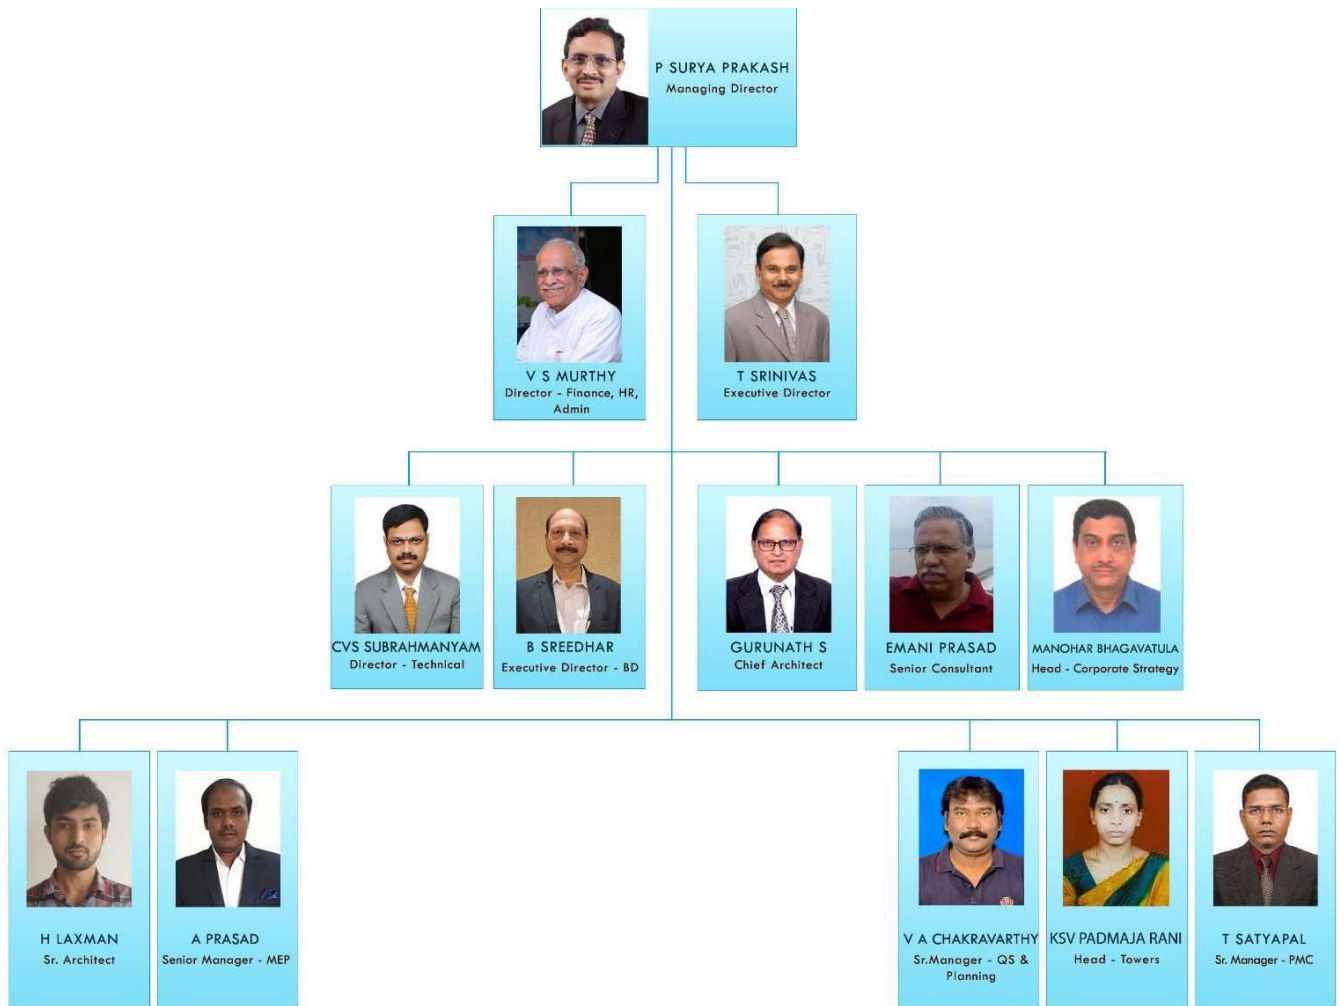 P SURYA PRAKASH
Managing Director
V S MURTHY
Director - Finance, HR,
Admin
T SRINIVAS
Executive Director
CVS SUBRAHMANYAM
Director - Technical
B SREEDHAR
Executive Director - BD
GURUNATH S
Chief Architect
EMANI PRASAD
Senior Consultant
MANOHAR BHAGAVATULA
Head - Corporate Strategy
H LAXMAN
Sr. Architect
A PRASAD
Senior Manager - MEP
V A CHAKRAVARTHY
Sr.Manager - QS &
Planning
KSV PADMAJA RANI
Head - Towers
T SATYAPAL
Sr. Manager - PMC